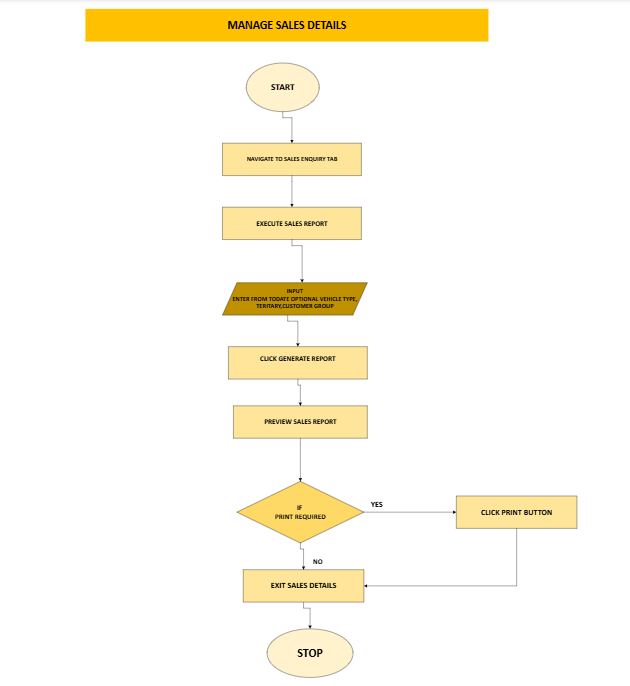 MANAGE SALES DETAILS
START
NAVIGATE TO SALES ENQUIRY TAB
EXECUTE SALES REPORT
INPUT
ENTER FROM TODATE OPTIONAL VEHICLE TYPE,
TERITARY,CUSTOMER GROUP
CLICK GENERATE REPORT
PREVIEW SALES REPORT
IF
PRINT REQUIRED
YES
CLICK PRINT BUTTON
NO
EXIT SALES DETAILS
STOP